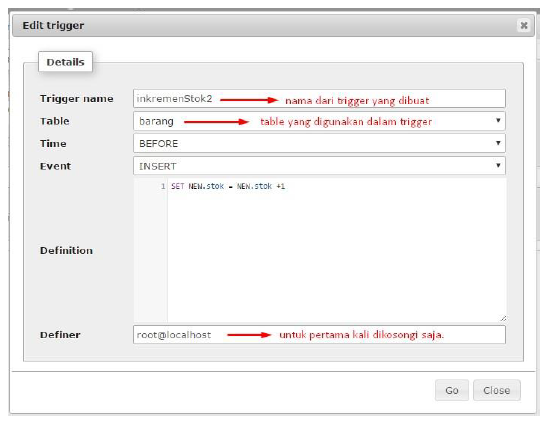 Edit trigger
Details
Trigger name inkremenStok2 nama dari trigger yang dibuat
Table barang table yang digunakan dalam trigger
Time BEFORE
Event INSERT
1 SET NEW.stok = NEW.stok +1
Definition
Definer root@localhost untuk pertama kali dikosongi saja.
Go Close